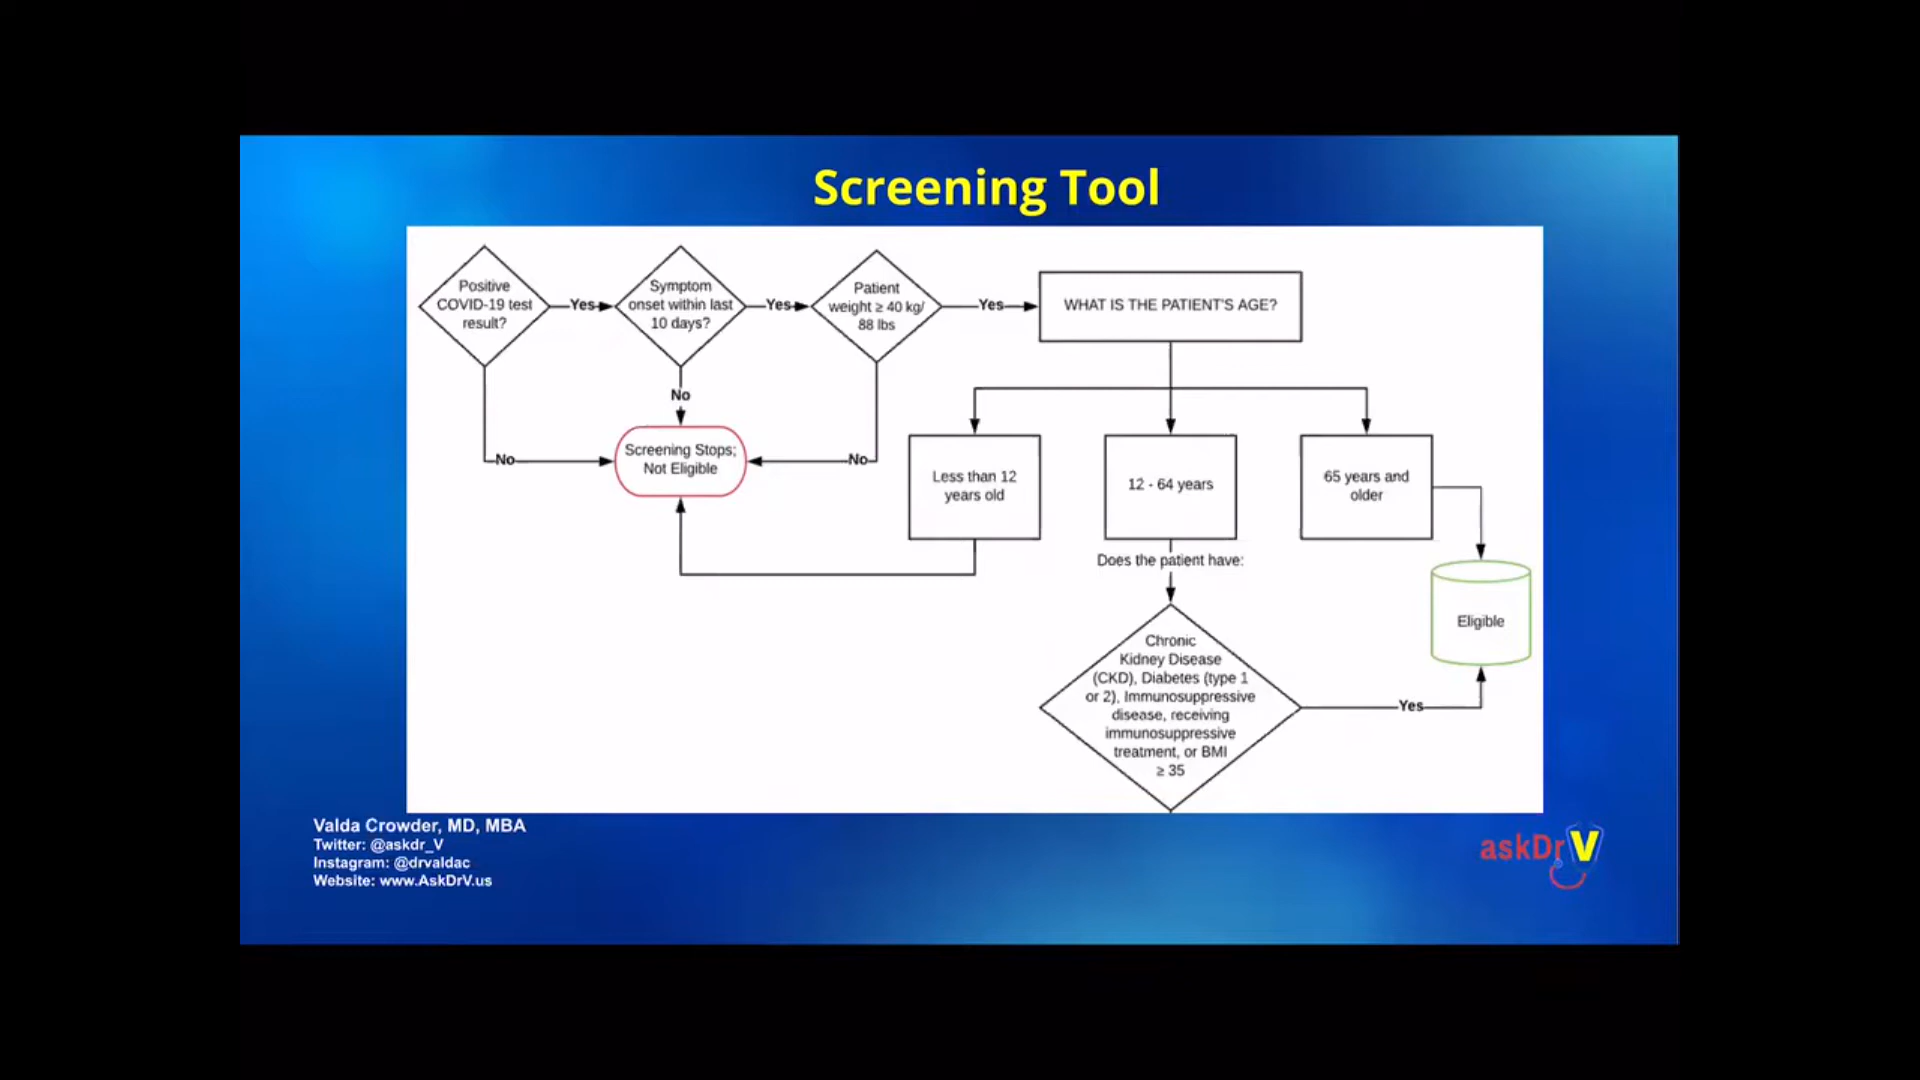 Screening Tool
Positive
COVID-19 test
result?
Yes
Symptom
onset within last
10 days?
Yes
Patient
weight ≥ 40 kg/
88 lbs
Yes
WHAT IS THE PATIENT'S AGE?
No
No
No
Screening Stops;
Not Eligible
Less than 12
years old
12 - 64 years
65 years and
older
Does the patient have:
Chronic
Kidney Disease
(CKD), Diabetes (type 1
or 2), Immunosuppressive
disease, receiving
immunosuppressive
treatment, or BMI
≥ 35
Yes
Eligible
Valda Crowder, MD, MBA
Twitter: @askdr_V
Instagram: @drvaldac
Website: www.AskDrV.us
askDrV